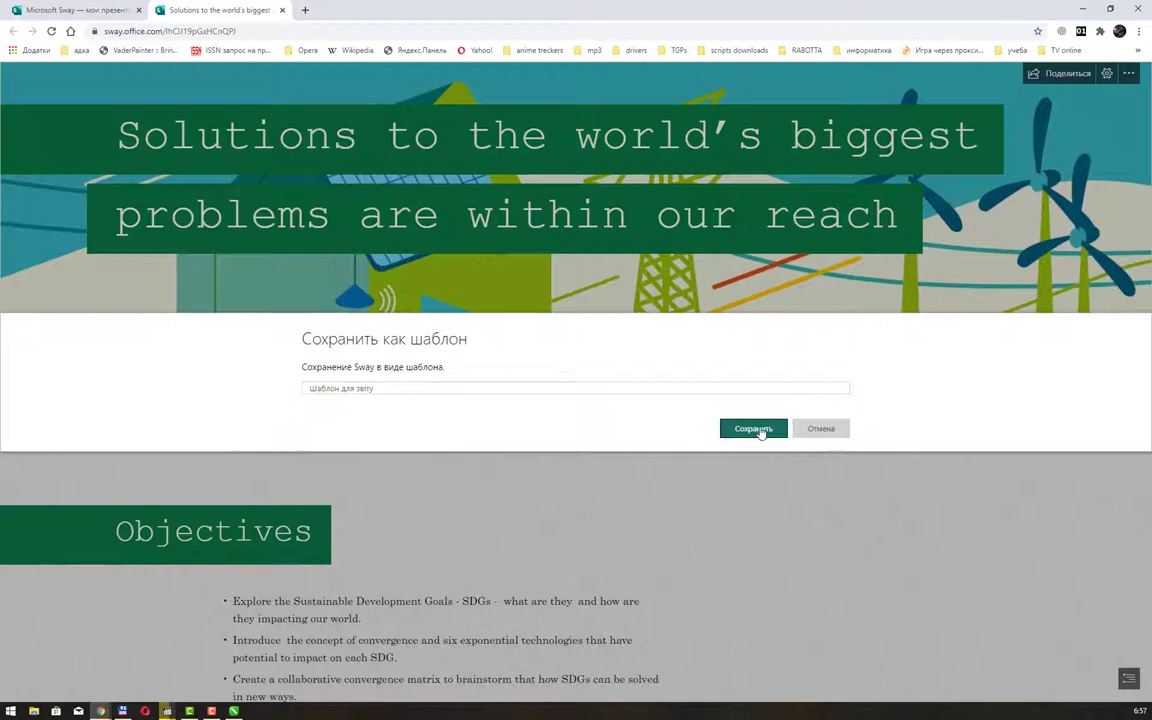 Microsoft Sway — мои презент
Solutions to the world's biggest
sway.office.com/IhCIJ19pGxHCnQPJ
Додатки
адка
VaderPainter :: Brin...
ISSN запрос на пр...
Opera
Wikipedia
Яндекс.Панель
Yahoo!
anime treckers
mp3
drivers
TGPs
scripts downloads
RABOTTA
информатика
Игра через прокси...
учеба
TV online
»
Поделиться
Solutions to the world's biggest
problems are within our reach
Сохранить как шаблон
Сохранение Sway в виде шаблона.
Шаблон для звіту
Сохранить
Отмена
Objectives
• Explore the Sustainable Development Goals - SDGs - what are they and how are
they impacting our world.
• Introduce the concept of convergence and six exponential technologies that have
potential to impact on each SDG.
• Create a collaborative convergence matrix to brainstorm that how SDGs can be solved
in new ways.
6:57